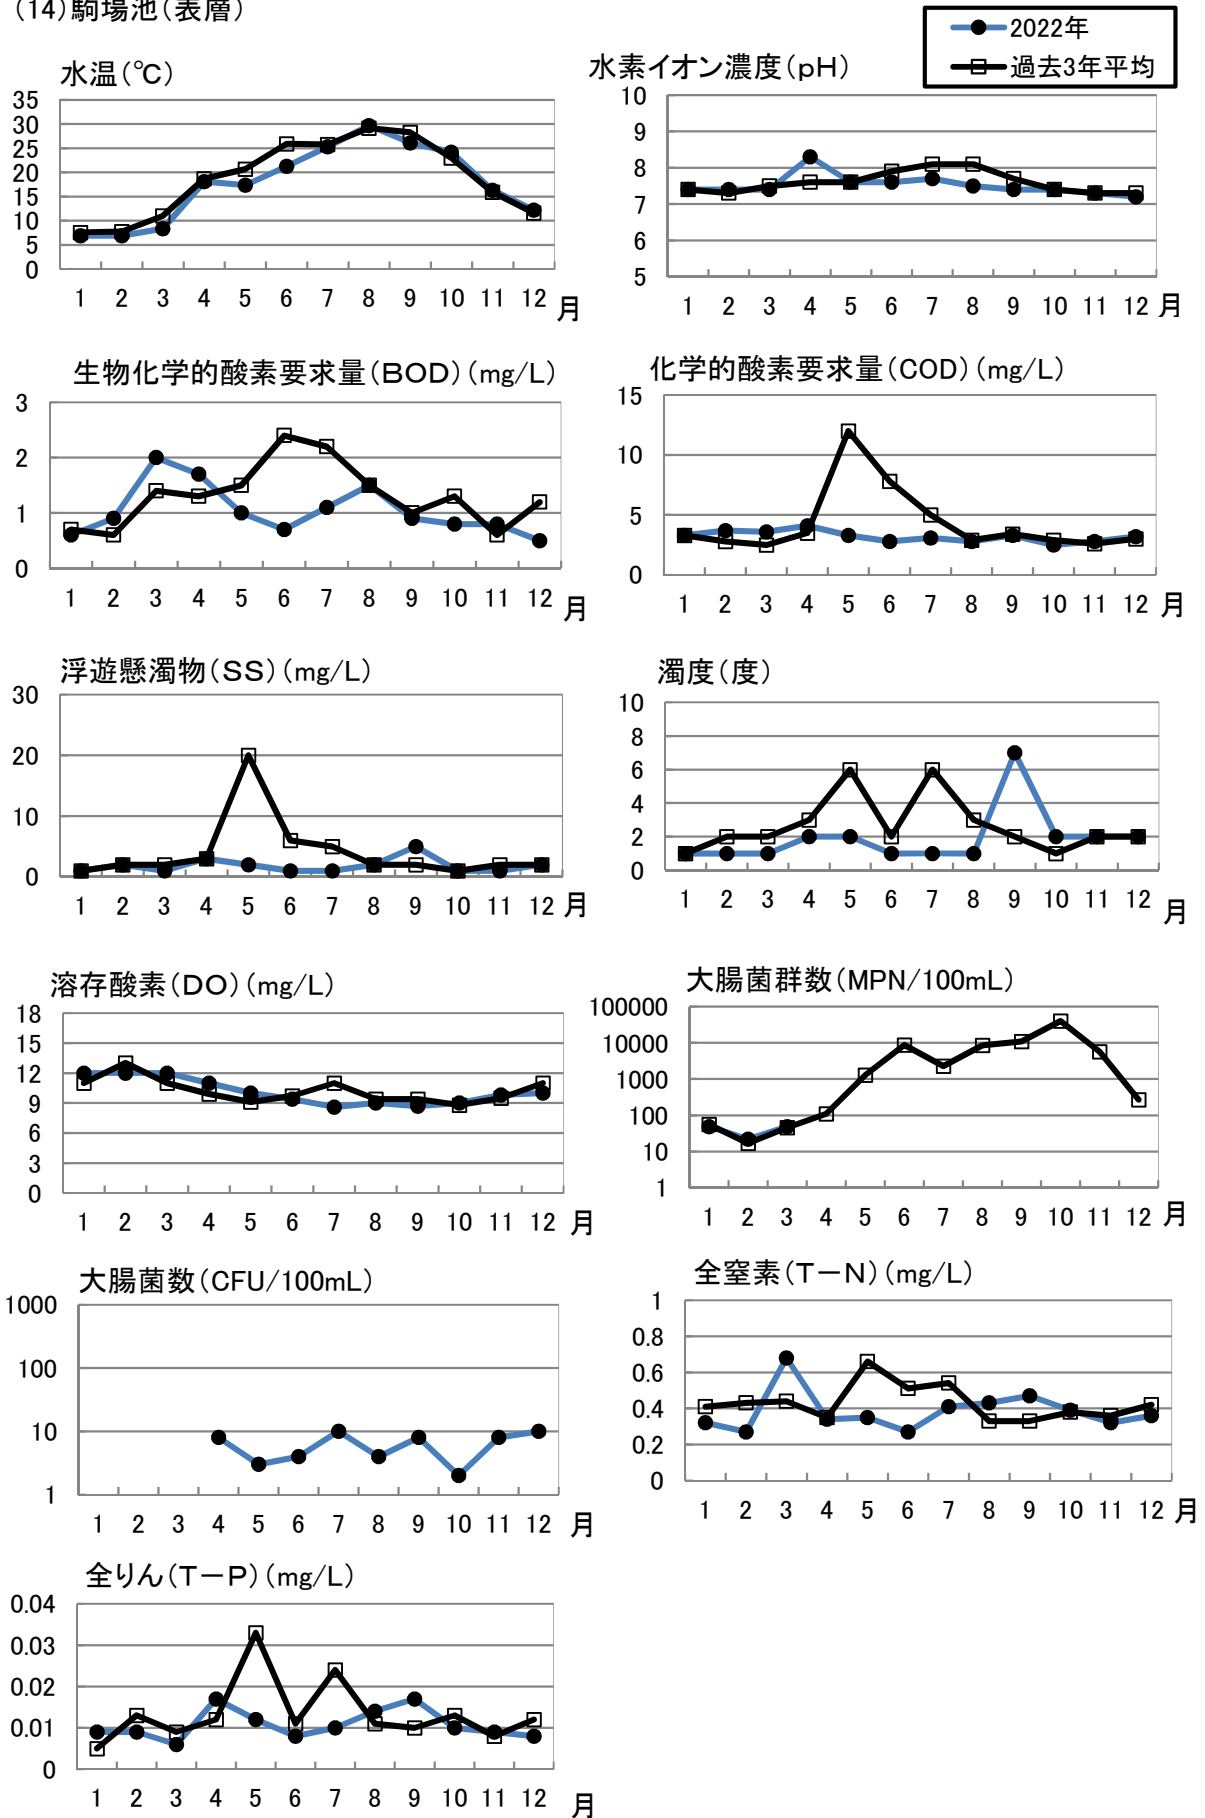 (14)駒場池(表層)
2022年
過去3年平均
水温(℃)
35
30
25
20
15
10
5
0
1 2 3 4 5 6 7 8 9 10 11 12 月
水素イオン濃度(pH)
10
9
8
7
6
5
1 2 3 4 5 6 7 8 9 10 11 12 月
生物化学的酸素要求量(BOD)(mg/L)
3
2
1
0
1 2 3 4 5 6 7 8 9 10 11 12 月
化学的酸素要求量(COD)(mg/L)
15
10
5
0
1 2 3 4 5 6 7 8 9 10 11 12 月
浮遊懸濁物(SS)(mg/L)
30
20
10
0
1 2 3 4 5 6 7 8 9 10 11 12 月
濁度(度)
10
8
6
4
2
0
1 2 3 4 5 6 7 8 9 10 11 12 月
溶存酸素(DO)(mg/L)
18
15
12
9
6
3
0
1 2 3 4 5 6 7 8 9 10 11 12 月
大腸菌群数(MPN/100mL)
100000
10000
1000
100
10
1
1 2 3 4 5 6 7 8 9 10 11 12 月
大腸菌数(CFU/100mL)
1000
100
10
1
1 2 3 4 5 6 7 8 9 10 11 12 月
全窒素(T－N)(mg/L)
1
0.8
0.6
0.4
0.2
0
1 2 3 4 5 6 7 8 9 10 11 12 月
全りん(T－P)(mg/L)
0.04
0.03
0.02
0.01
0
1 2 3 4 5 6 7 8 9 10 11 12 月